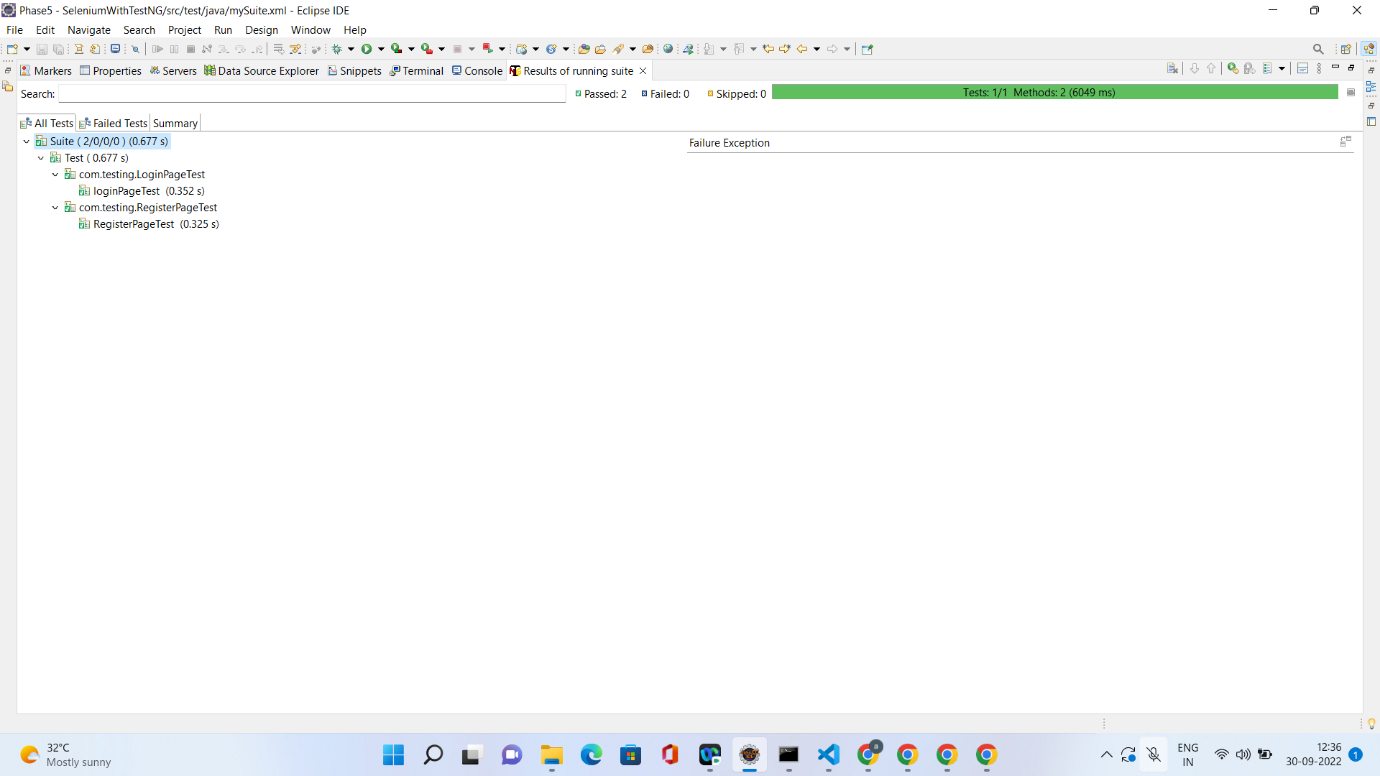 Phase5 - SeleniumWithTestNG/src/test/java/mySuite.xml - Eclipse IDE
File Edit Navigate Search Project Run Design Window Help
Markers Properties Servers Data Source Explorer Snippets Terminal Console Results of running suite
Search: Passed: 2 Failed: 0 Skipped: 0 Tests: 1/1 Methods: 2 (6049 ms)
All Tests Failed Tests Summary
Suite ( 2/0/0/0 ) (0.677 s) Failure Exception
Test ( 0.677 s)
com.testing.LoginPageTest
loginPageTest (0.352 s)
com.testing.RegisterPageTest
RegisterPageTest (0.325 s)
32°C
Mostly sunny
ENG
IN
12:36
30-09-2022
1